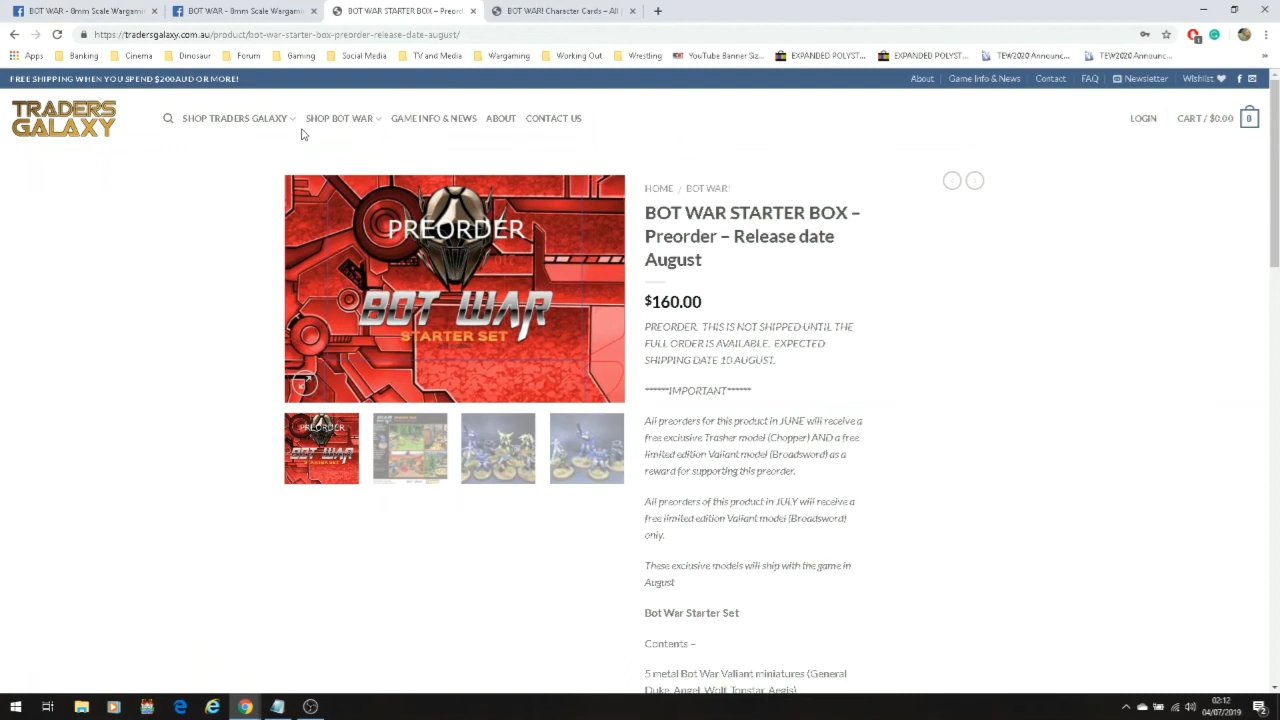 BOT WAR - 8mm Scale Wargaming
BOT WAR - 8mm Scale Wargaming
BOT WAR STARTER BOX – Preor
BOT WAR! Character Cards – All
https://tradersgalaxy.com.au/product/bot-war-starter-box-preorder-release-date-august/
Apps Banking Cinema Dinosaur Forum Gaming Social Media TV and Media Wargaming Working Out Wrestling YouTube Banner Siz... EXPANDED POLYST... EXPANDED POLYST... TEW2020 Announc... TEW2020 Announc...
FREE SHIPPING WHEN YOU SPEND $200AUD OR MORE!
About Game Info & News Contact FAQ Newsletter Wishlist
TRADERS
GALAXY
SHOP TRADERS GALAXY SHOP BOT WAR GAME INFO & NEWS ABOUT CONTACT US
LOGIN CART / $0.00 0
PREORDER
BOT WAR
STARTER SET
PREORDER
BOT WAR
STARTER SET
HOME / BOT WAR!
BOT WAR STARTER BOX –
Preorder – Release date
August
$160.00
PREORDER. THIS IS NOT SHIPPED UNTIL THE
FULL ORDER IS AVAILABLE. EXPECTED
SHIPPING DATE 10 AUGUST.
******IMPORTANT******
All preorders for this product in JUNE will receive a
free exclusive Trasher model (Chopper) AND a free
limited edition Valiant model (Broadsword) as a
reward for supporting this preorder.
All preorders of this product in JULY will receive a
free limited edition Valiant model (Broadsword)
only.
These exclusive models will ship with the game in
August
Bot War Starter Set
Contents –
5 metal Bot War Valiant miniatures (General
Duke, Angel, Wolf, Topstar, Aegis)
02:12
04/07/2019
2